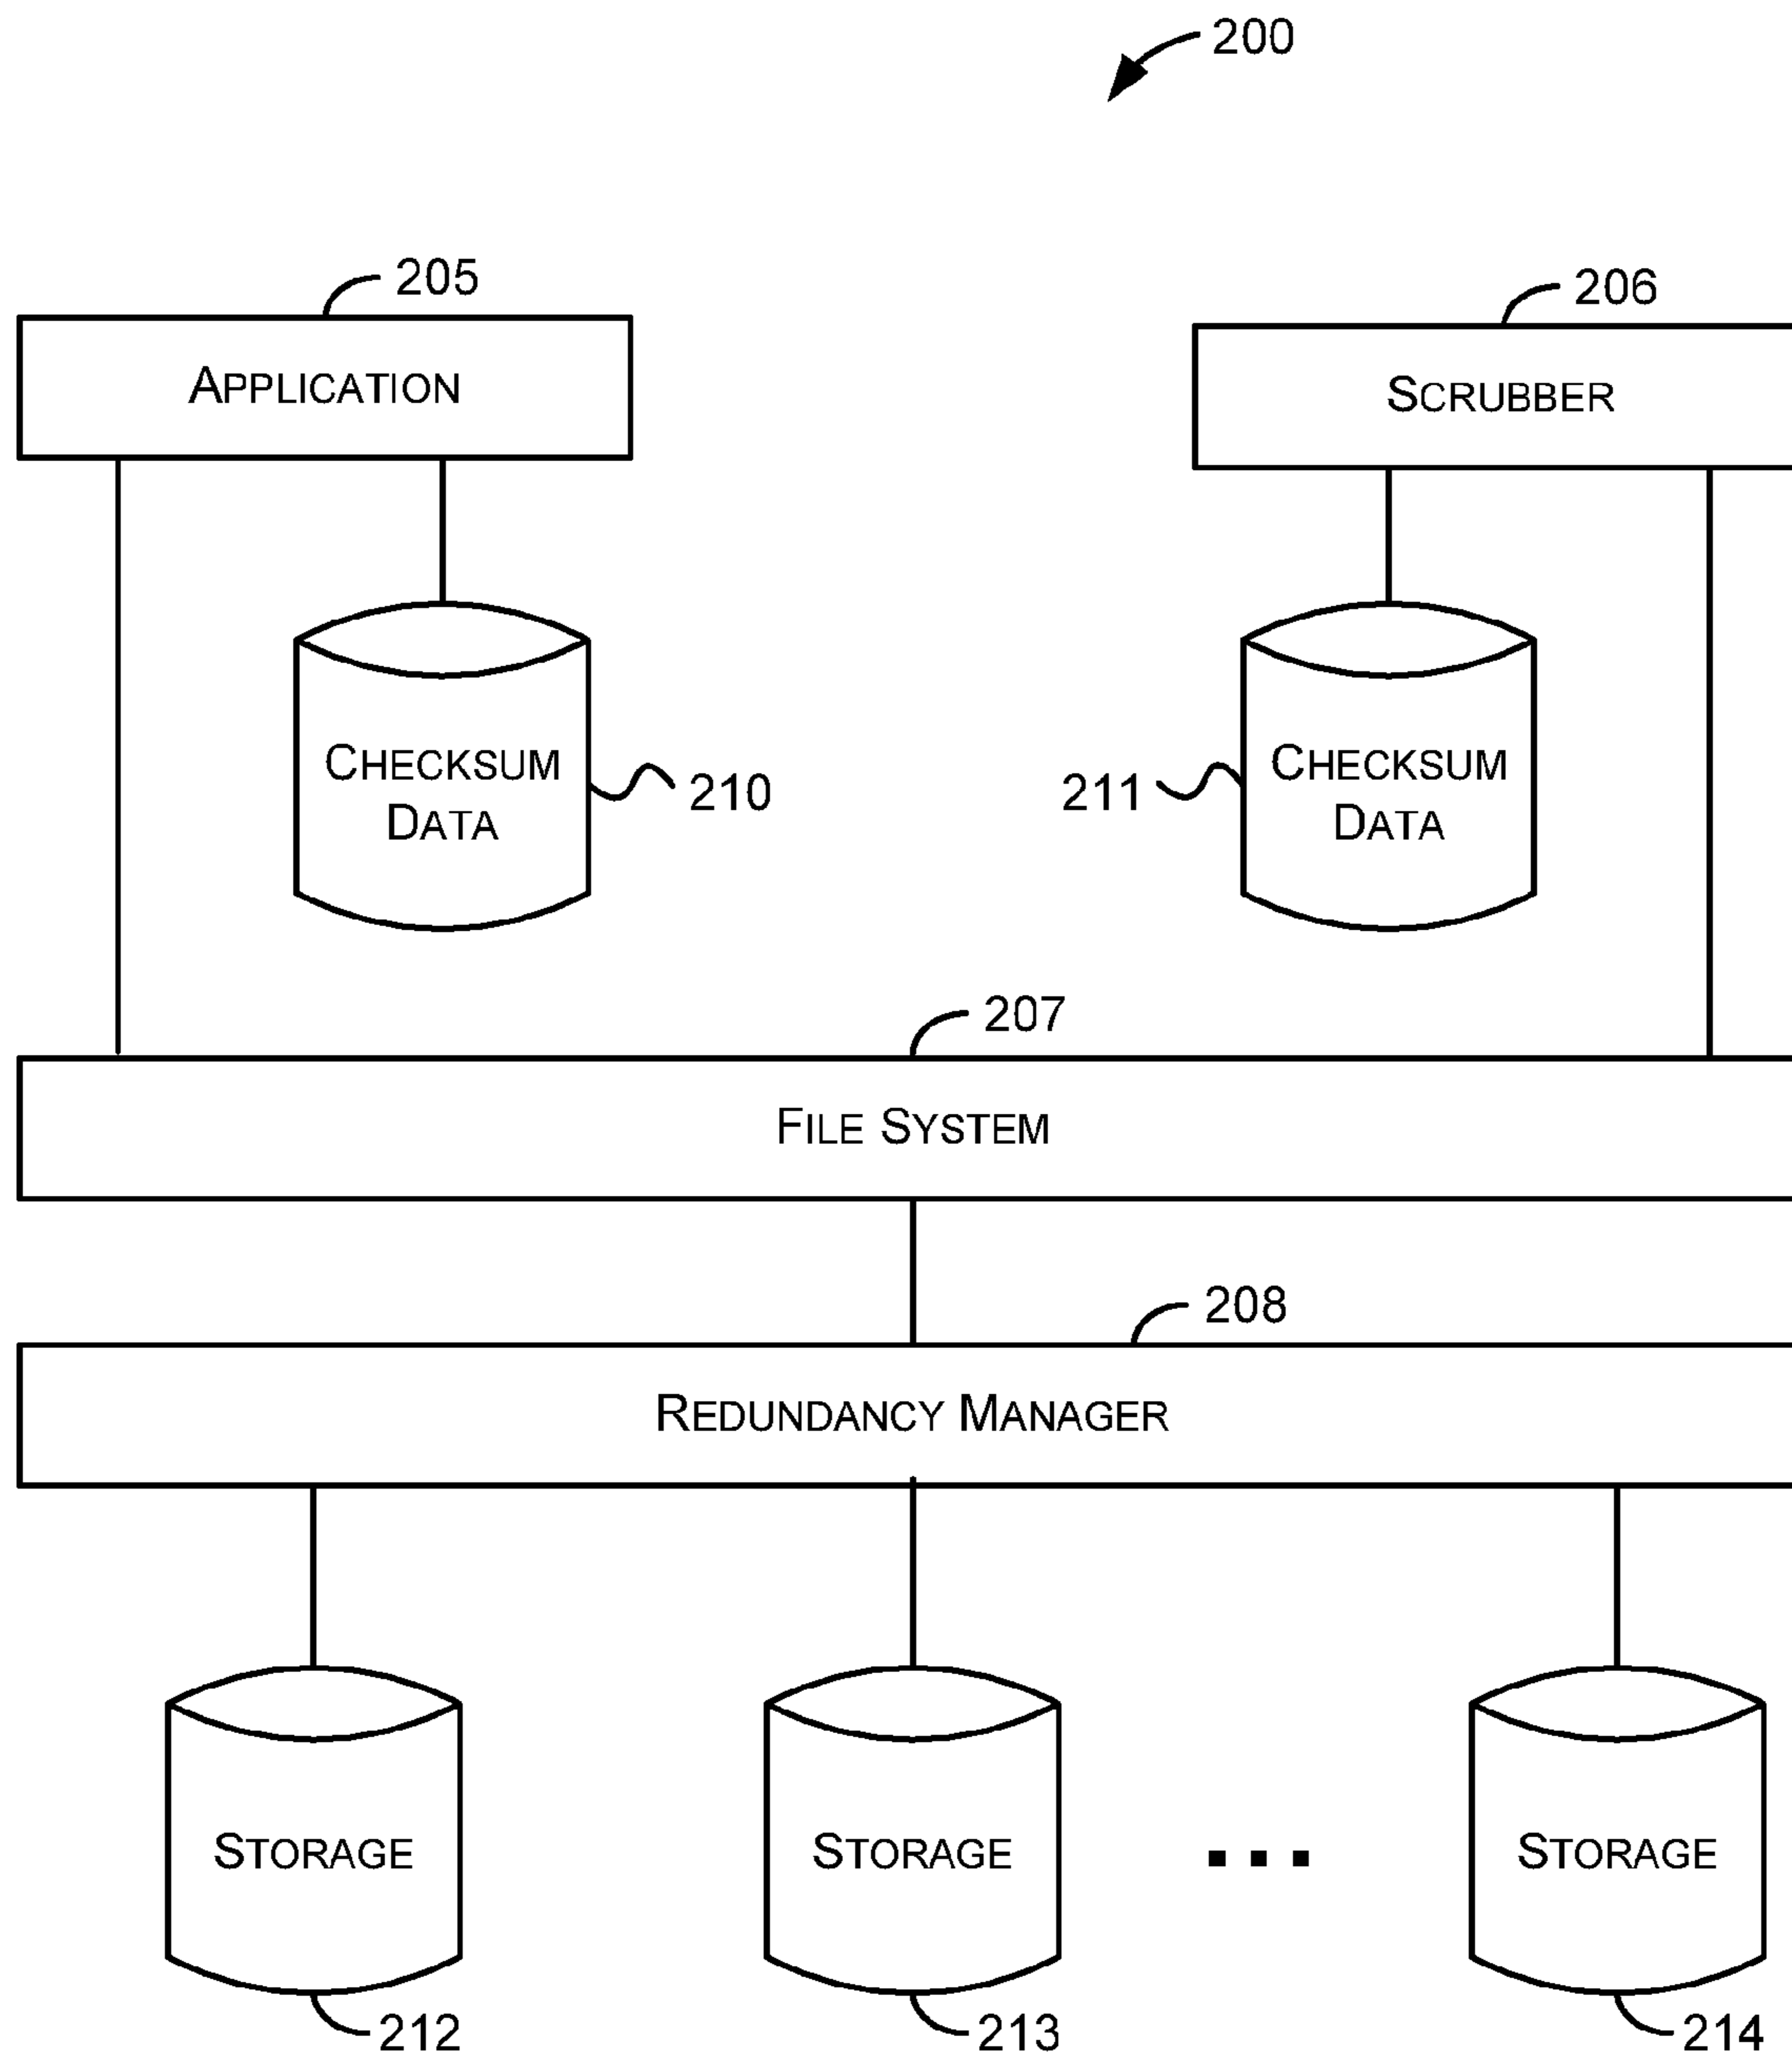 200
205
206
APPLICATION
SCRUBBER
CHECKSUM
DATA
210
211
CHECKSUM
DATA
207
FILE SYSTEM
208
REDUNDANCY MANAGER
STORAGE
STORAGE
...
STORAGE
212
213
214